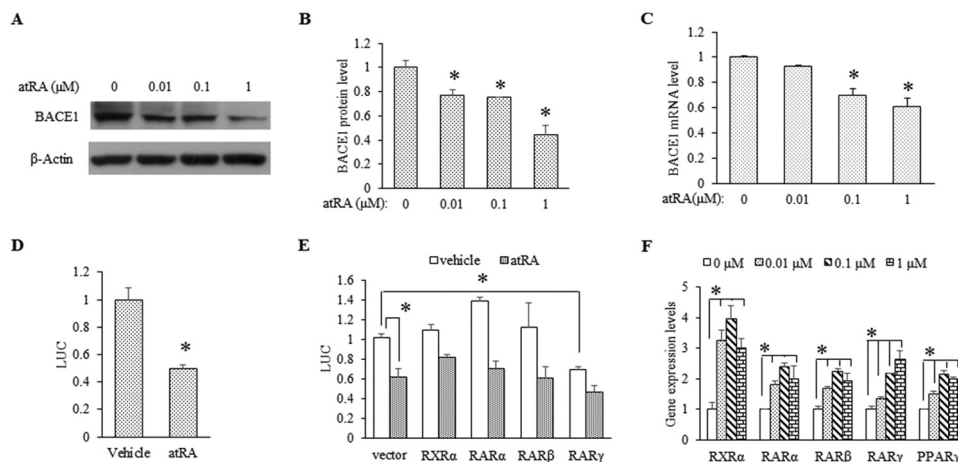 A
atRA (μM)
0 0.01 0.1 1
BACE1
β-Actin
B
BACE1 protein level
1.2
1
0.8
0.6
0.4
0.2
0
* * *
atRA(μM): 0 0.01 0.1 1
C
BACE1 mRNA level
1.2
1
0.8
0.6
0.4
0.2
0
* *
atRA(μM): 0 0.01 0.1 1
D
LUC
1.2
1
0.8
0.6
0.4
0.2
0
*
Vehicle atRA
E
vehicle atRA
LUC
1.6
1.4
1.2
1
0.8
0.6
0.4
0.2
0
* *
vector RXRα RARα RARβ RARγ
F
0 μM 0.01 μM 0.1 μM 1 μM
Gene expression levels
5
4
3
2
1
0
* * * * *
RXRα RARα RARβ RARγ PPARγ